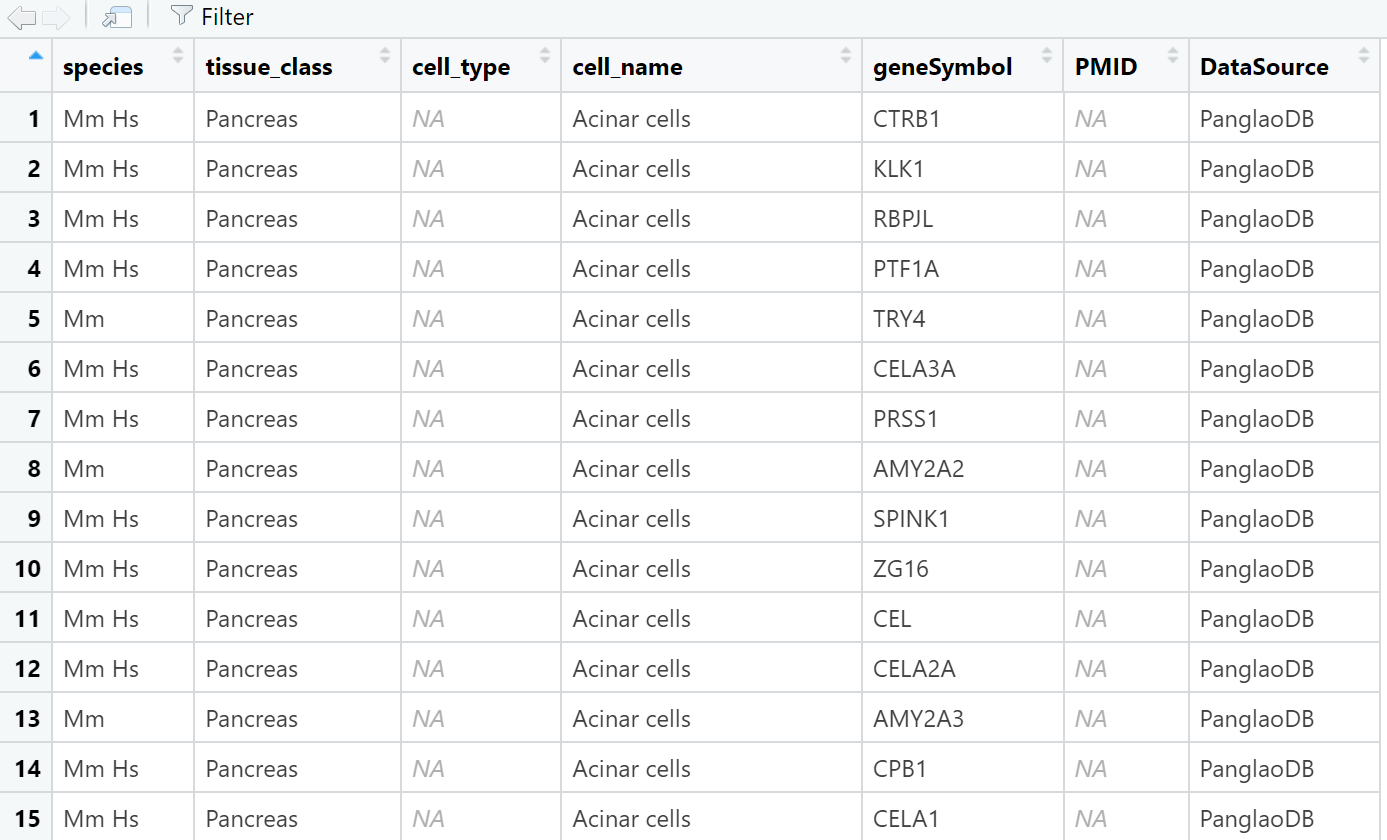 Filter
species tissue_class cell_type cell_name geneSymbol PMID DataSource
1 Mm Hs Pancreas NA Acinar cells CTRB1 NA PanglaoDB
2 Mm Hs Pancreas NA Acinar cells KLK1 NA PanglaoDB
3 Mm Hs Pancreas NA Acinar cells RBPJL NA PanglaoDB
4 Mm Hs Pancreas NA Acinar cells PTF1A NA PanglaoDB
5 Mm Pancreas NA Acinar cells TRY4 NA PanglaoDB
6 Mm Hs Pancreas NA Acinar cells CELA3A NA PanglaoDB
7 Mm Hs Pancreas NA Acinar cells PRSS1 NA PanglaoDB
8 Mm Pancreas NA Acinar cells AMY2A2 NA PanglaoDB
9 Mm Hs Pancreas NA Acinar cells SPINK1 NA PanglaoDB
10 Mm Hs Pancreas NA Acinar cells ZG16 NA PanglaoDB
11 Mm Hs Pancreas NA Acinar cells CEL NA PanglaoDB
12 Mm Hs Pancreas NA Acinar cells CELA2A NA PanglaoDB
13 Mm Pancreas NA Acinar cells AMY2A3 NA PanglaoDB
14 Mm Hs Pancreas NA Acinar cells CPB1 NA PanglaoDB
15 Mm Hs Pancreas NA Acinar cells CELA1 NA PanglaoDB